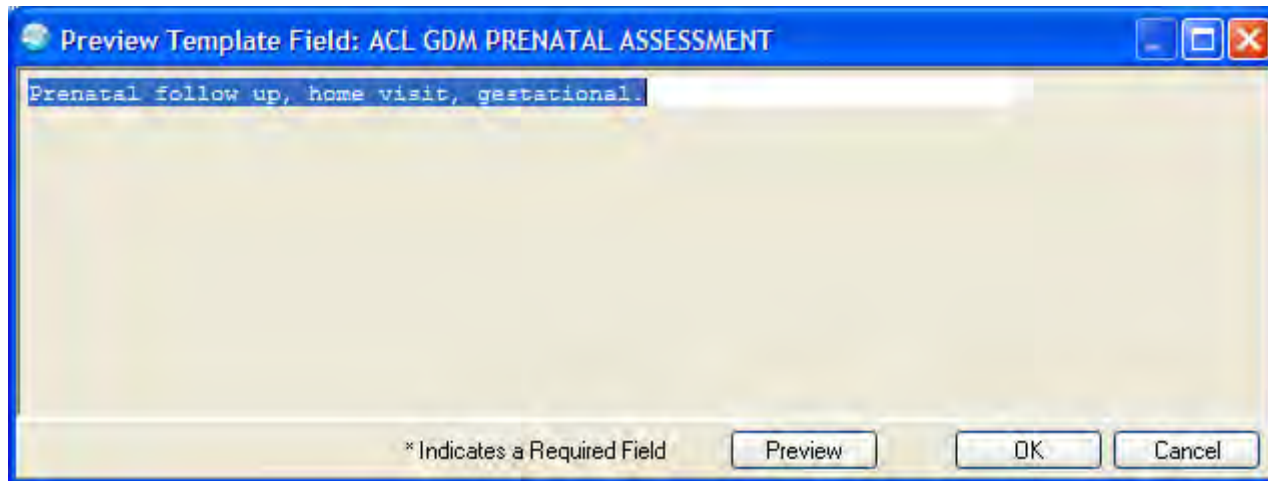 Preview Template Field: ACL GDM PRENATAL ASSESSMENT
Prenatal follow up, home visit, gestational.
* Indicates a Required Field Preview OK Cancel